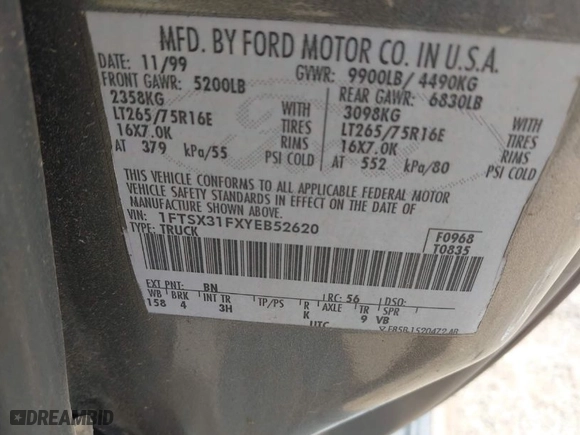 MFD. BY FORD MOTOR CO. IN U.S.A.
DATE: 11/99 GVWR: 9900LB/ 4490KG
FRONT GAWR: 5200LB REAR GAWR: 6830LB
2358KG WITH 3098KG WITH
LT265/75R16E TIRES LT265/75R16E TIRES
16X7.0K RIMS 16X7.0K RIMS
AT 379 kPa/55 PSI COLD AT 552 kPa/80 PSI COLD
THIS VEHICLE CONFORMS TO ALL APPLICABLE FEDERAL MOTOR
VEHICLE SAFETY STANDARDS IN EFFECT ON THE DATE OF
MANUFACTURE SHOWN ABOVE.
VIN: 1FTSX31FXYEB52620 F0968
TYPE: TRUCK T0835
EXT PNT: BN RC: 56 DSO:
WB BRK INT TR TP/PS R AXLE TR SPR
158 4 3H K 9 VB
UTC
DREAMBID